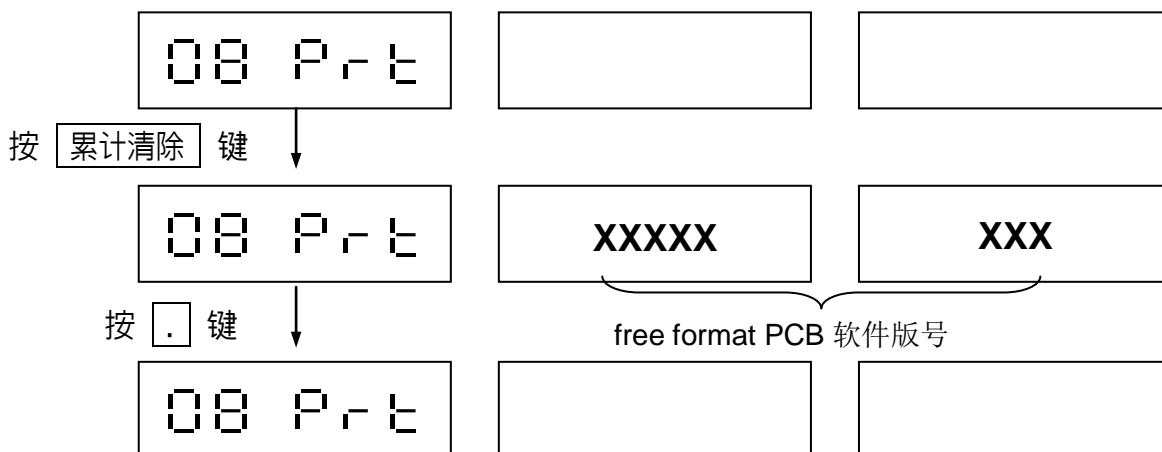 08 Prt
按 累计清除 键
08 Prt XXXXX XXX
按 . 键
free format PCB 软件版号
08 Prt